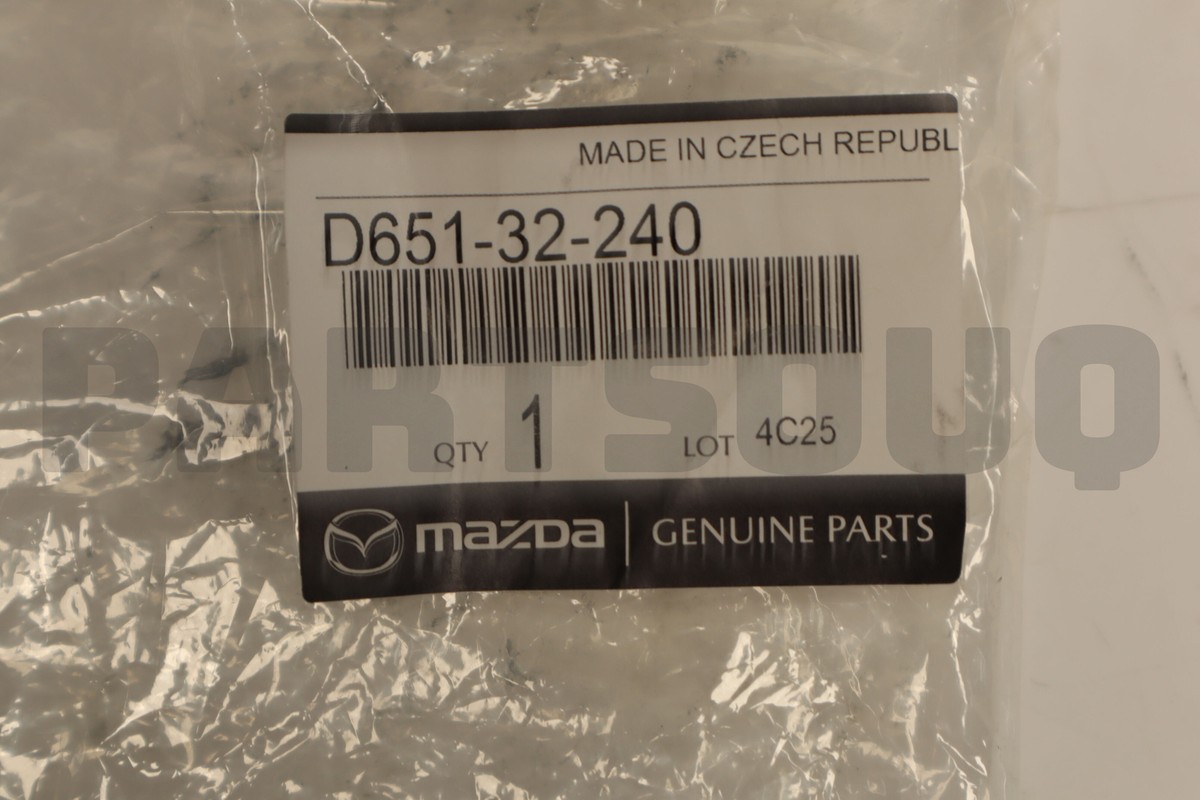 MADE IN CZECH REPUBL
D651-32-240
QTY 1 LOT 4C25
mazda GENUINE PARTS
PARTSOUQ